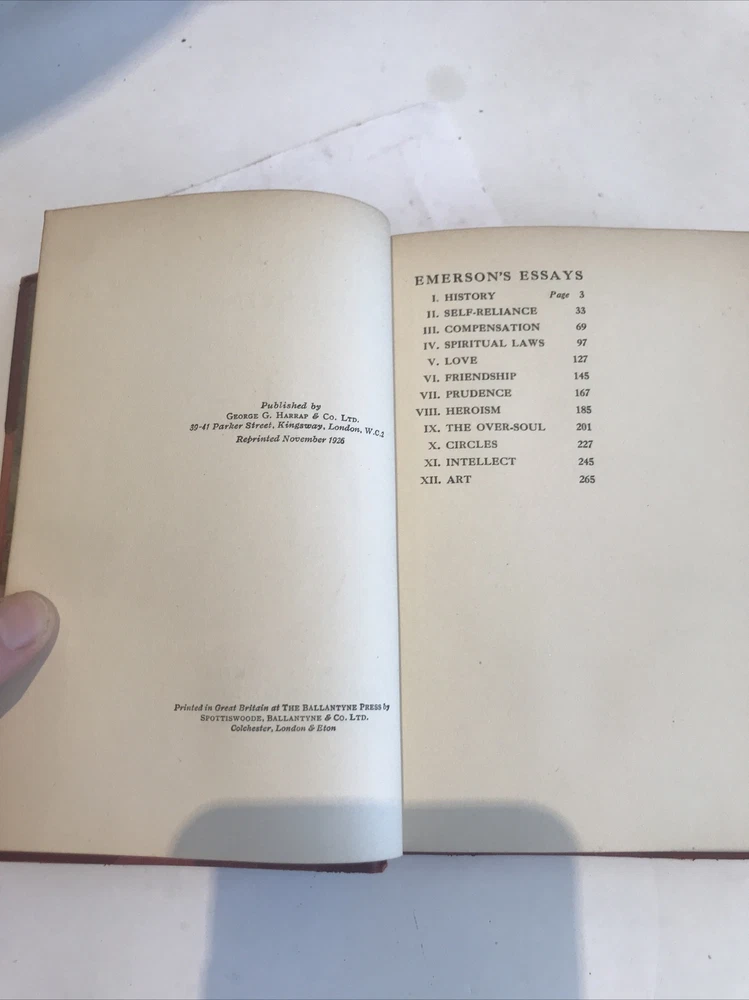 Published by
GEORGE G. HARRAP & CO. LTD.
39-41 Parker Street, Kingsway, London, W.C.2
Reprinted November 1926
Printed in Great Britain at THE BALLANTYNE PRESS by
SPOTTISWOODE, BALLANTYNE & CO. LTD.
Colchester, London & Eton
EMERSON'S ESSAYS
I. HISTORY Page 3
II. SELF-RELIANCE 33
III. COMPENSATION 69
IV. SPIRITUAL LAWS 97
V. LOVE 127
VI. FRIENDSHIP 145
VII. PRUDENCE 167
VIII. HEROISM 185
IX. THE OVER-SOUL 201
X. CIRCLES 227
XI. INTELLECT 245
XII. ART 265